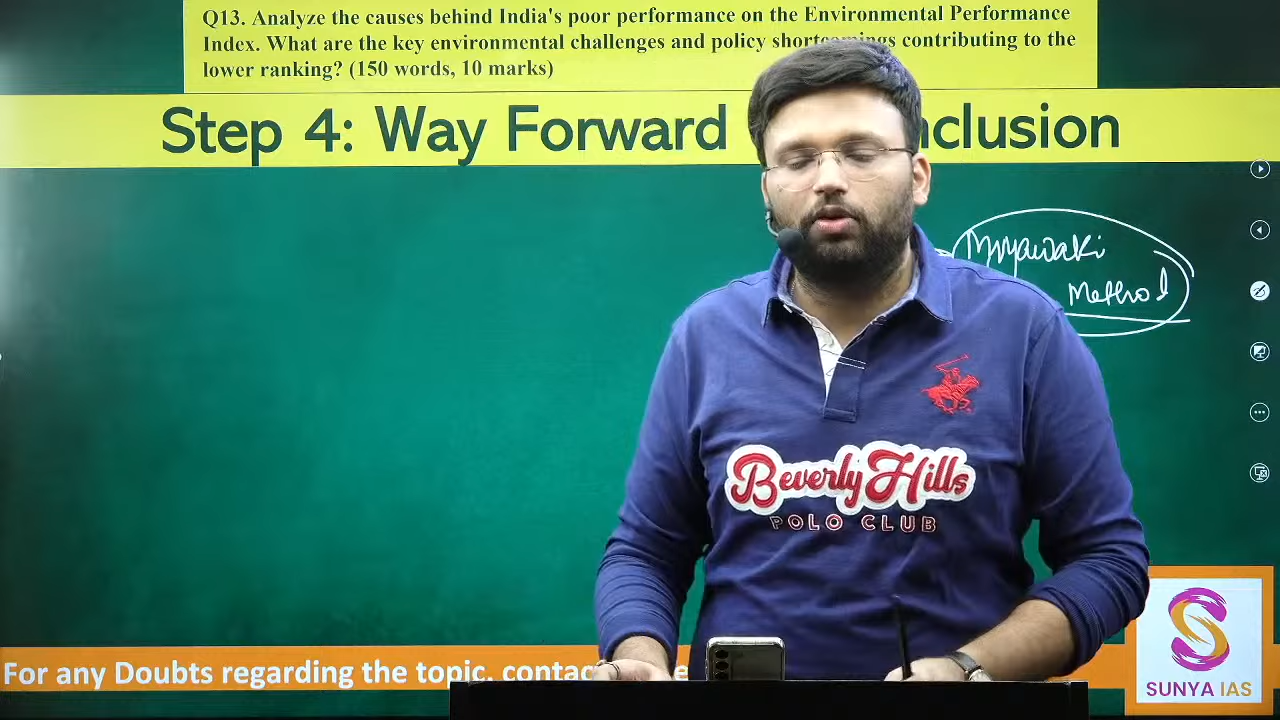 Q13. Analyze the causes behind India's poor performance on the Environmental Performance
Index. What are the key environmental challenges and policy shortcomings contributing to the
lower ranking? (150 words, 10 marks)
Step 4: Way Forward nclusion
Miyawaki
Method
Beverly Hills
POLO CLUB
For any Doubts regarding the topic, contac
SUNYA IAS